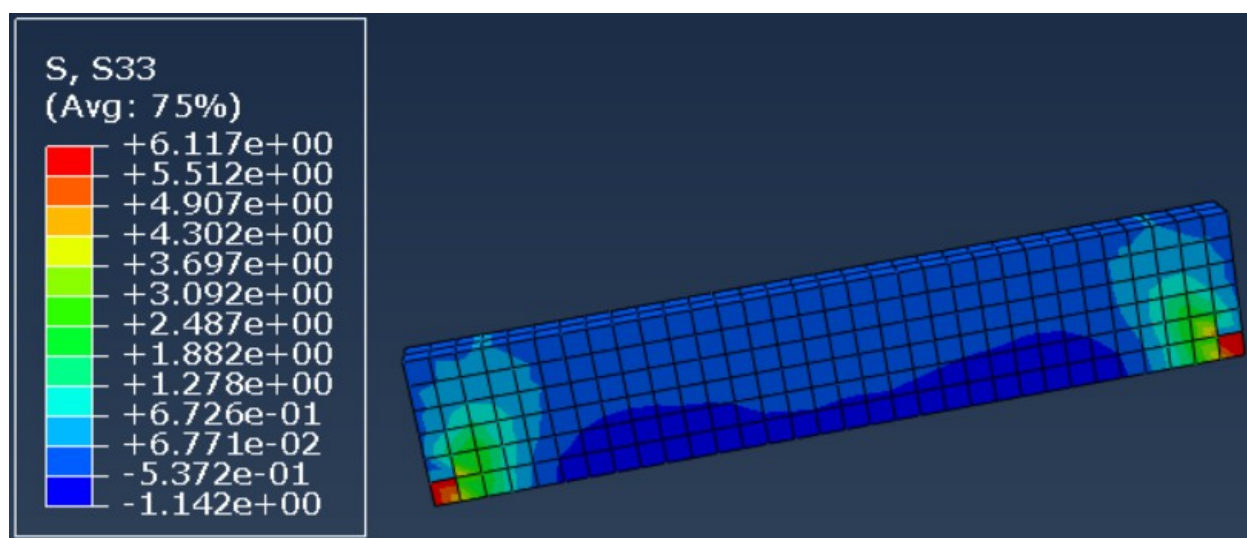 S, S33
(Avg: 75%)
+6.117e+00
+5.512e+00
+4.907e+00
+4.302e+00
+3.697e+00
+3.092e+00
+2.487e+00
+1.882e+00
+1.278e+00
+6.726e-01
+6.771e-02
-5.372e-01
-1.142e+00